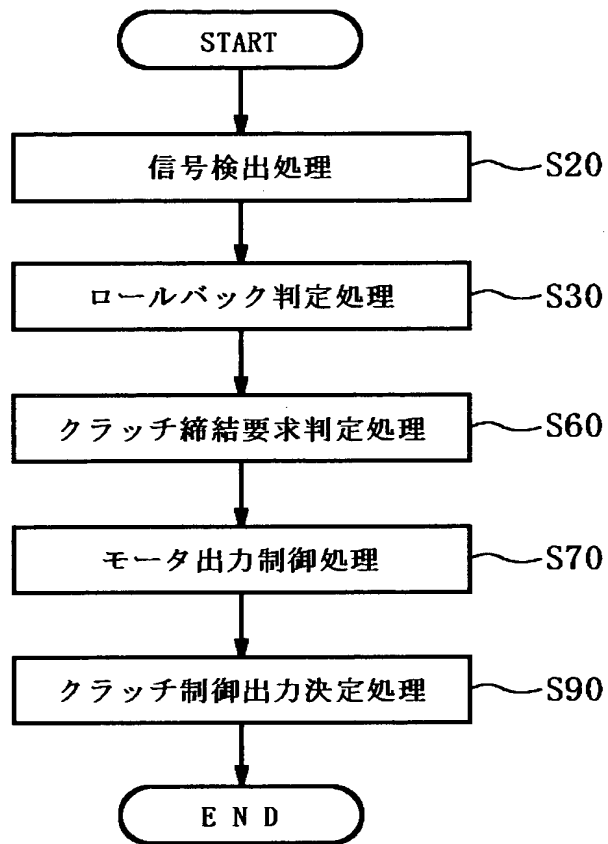 START
信号検出処理 S20
ロールバック判定処理 S30
クラッチ締結要求判定処理 S60
モータ出力制御処理 S70
クラッチ制御出力決定処理 S90
END